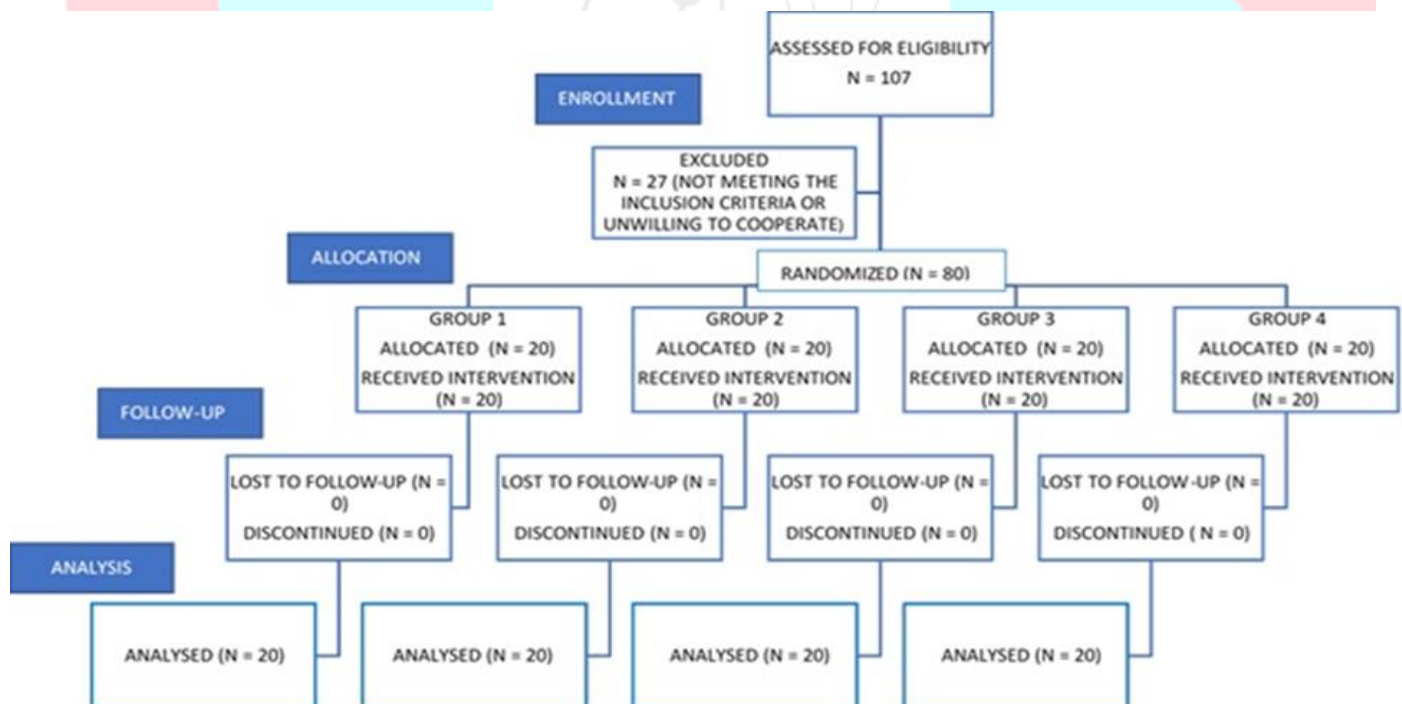 ASSESSED FOR ELIGIBILITY
N = 107
ENROLLMENT
EXCLUDED
N = 27 (NOT MEETING THE
INCLUSION CRITERIA OR
UNWILLING TO COOPERATE)
ALLOCATION
RANDOMIZED (N = 80)
GROUP 1
ALLOCATED (N = 20)
RECEIVED INTERVENTION
(N = 20)
GROUP 2
ALLOCATED (N = 20)
RECEIVED INTERVENTION
(N = 20)
GROUP 3
ALLOCATED (N = 20)
RECEIVED INTERVENTION
(N = 20)
GROUP 4
ALLOCATED (N = 20)
RECEIVED INTERVENTION
(N = 20)
FOLLOW-UP
LOST TO FOLLOW-UP (N =
0)
DISCONTINUED (N = 0)
LOST TO FOLLOW-UP (N =
0)
DISCONTINUED (N = 0)
LOST TO FOLLOW-UP (N =
0)
DISCONTINUED (N = 0)
LOST TO FOLLOW-UP (N =
0)
DISCONTINUED ( N = 0)
ANALYSIS
ANALYSED (N = 20)
ANALYSED (N = 20)
ANALYSED (N = 20)
ANALYSED (N = 20)